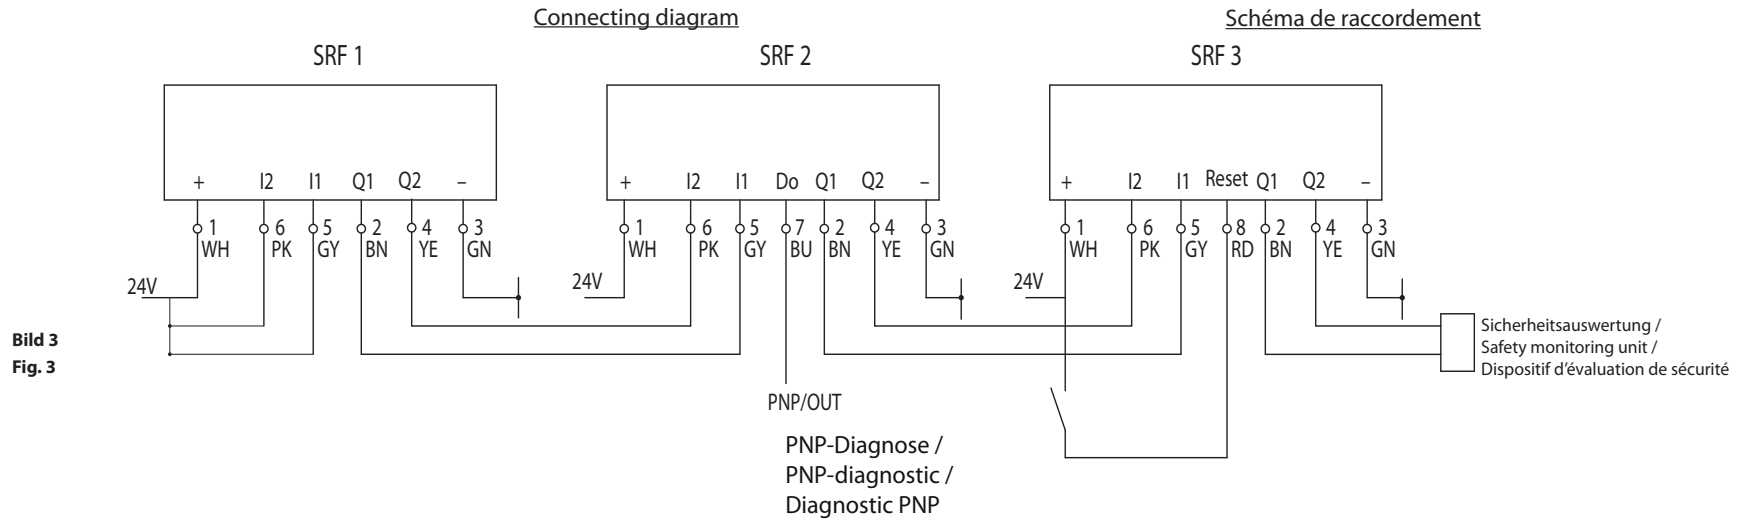 Connecting diagram
Schéma de raccordement
SRF 1
SRF 2
SRF 3
+ I2 I1 Q1 Q2 –
+ I2 I1 Do Q1 Q2 –
+ I2 I1 Reset Q1 Q2 –
1 6 5 2 4 3
WH PK GY BN YE GN
1 6 5 7 2 4 3
WH PK GY BU BN YE GN
1 6 5 8 2 4 3
WH PK GY RD BN YE GN
24V
24V
24V
Bild 3
Fig. 3
Sicherheitsauswertung /
Safety monitoring unit /
Dispositif d'évaluation de sécurité
PNP/OUT
PNP-Diagnose /
PNP-diagnostic /
Diagnostic PNP